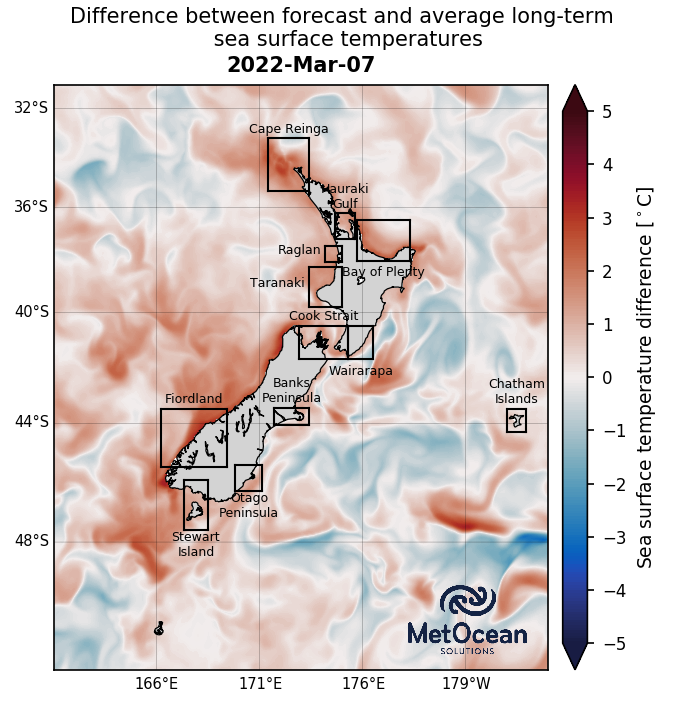 Difference between forecast and average long-term
sea surface temperatures
2022-Mar-07
32°S
36°S
40°S
44°S
48°S
166°E
171°E
176°E
179°W
Cape Reinga
Hauraki
Gulf
Raglan
Bay of Plenty
Taranaki
Cook Strait
Wairarapa
Banks
Peninsula
Chatham
Islands
Fiordland
Otago
Peninsula
Stewart
Island
MetOcean
SOLUTIONS
5
4
3
2
1
0
−1
−2
−3
−4
−5
Sea surface temperature difference [°C]